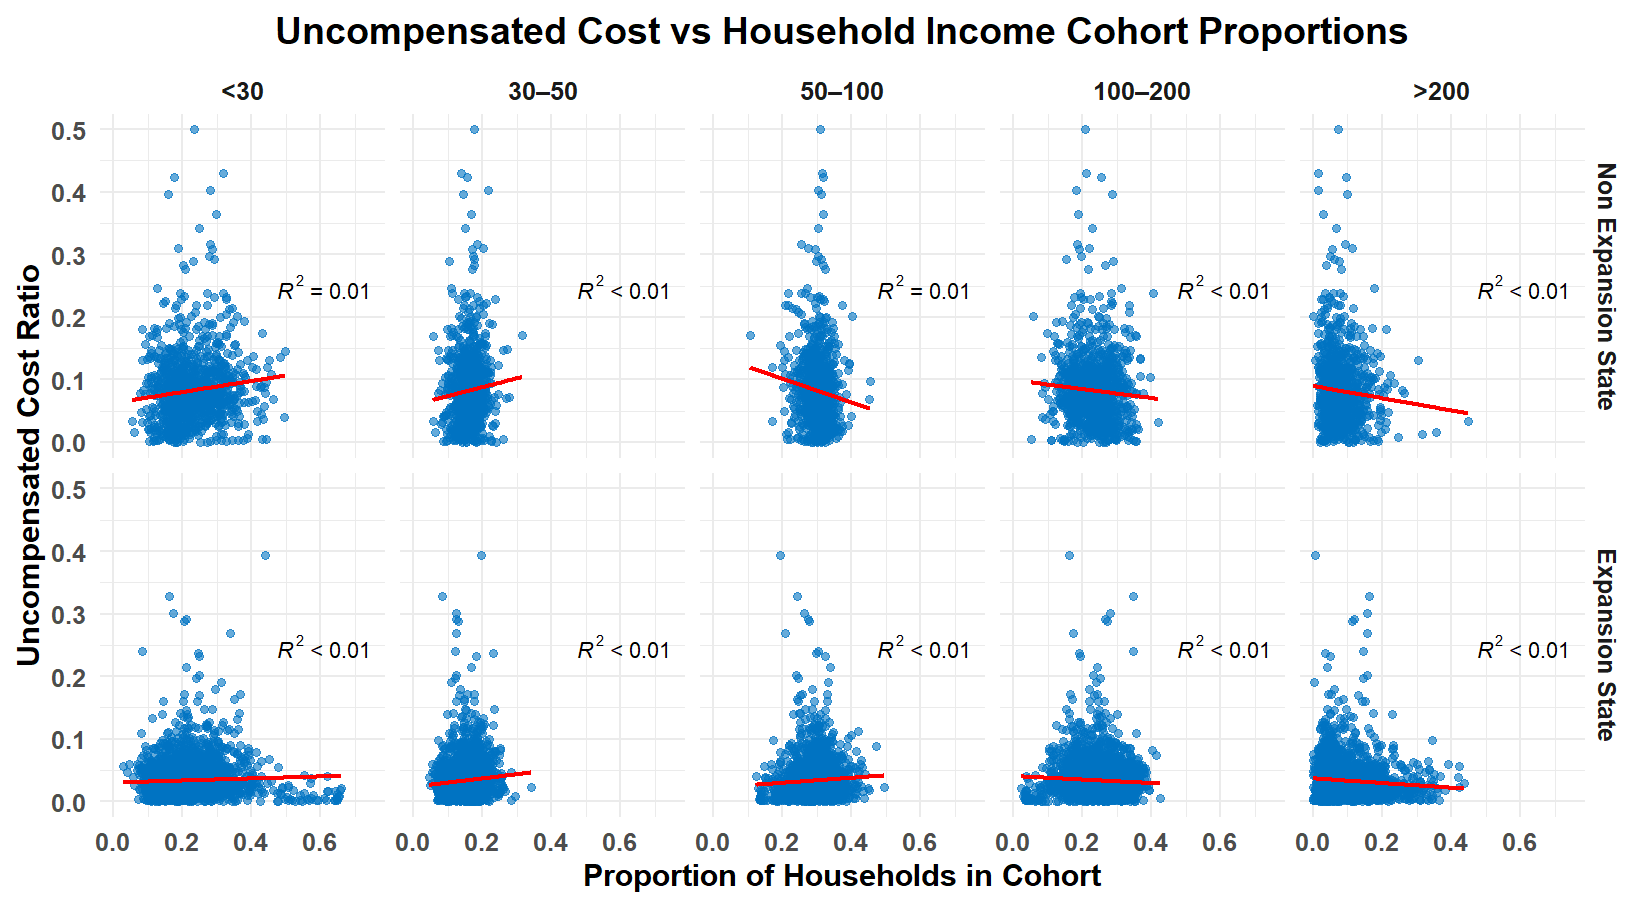 Uncompensated Cost vs Household Income Cohort Proportions
<30 30–50 50–100 100–200 >200
Uncompensated Cost Ratio
0.5
0.4
0.3
0.2
0.1
0.0
R² = 0.01 R² < 0.01 R² = 0.01 R² < 0.01 R² < 0.01
Non Expansion State
0.5
0.4
0.3
0.2
0.1
0.0
R² < 0.01 R² < 0.01 R² < 0.01 R² < 0.01 R² < 0.01
Expansion State
0.0 0.2 0.4 0.6 0.0 0.2 0.4 0.6 0.0 0.2 0.4 0.6 0.0 0.2 0.4 0.6 0.0 0.2 0.4 0.6
Proportion of Households in Cohort